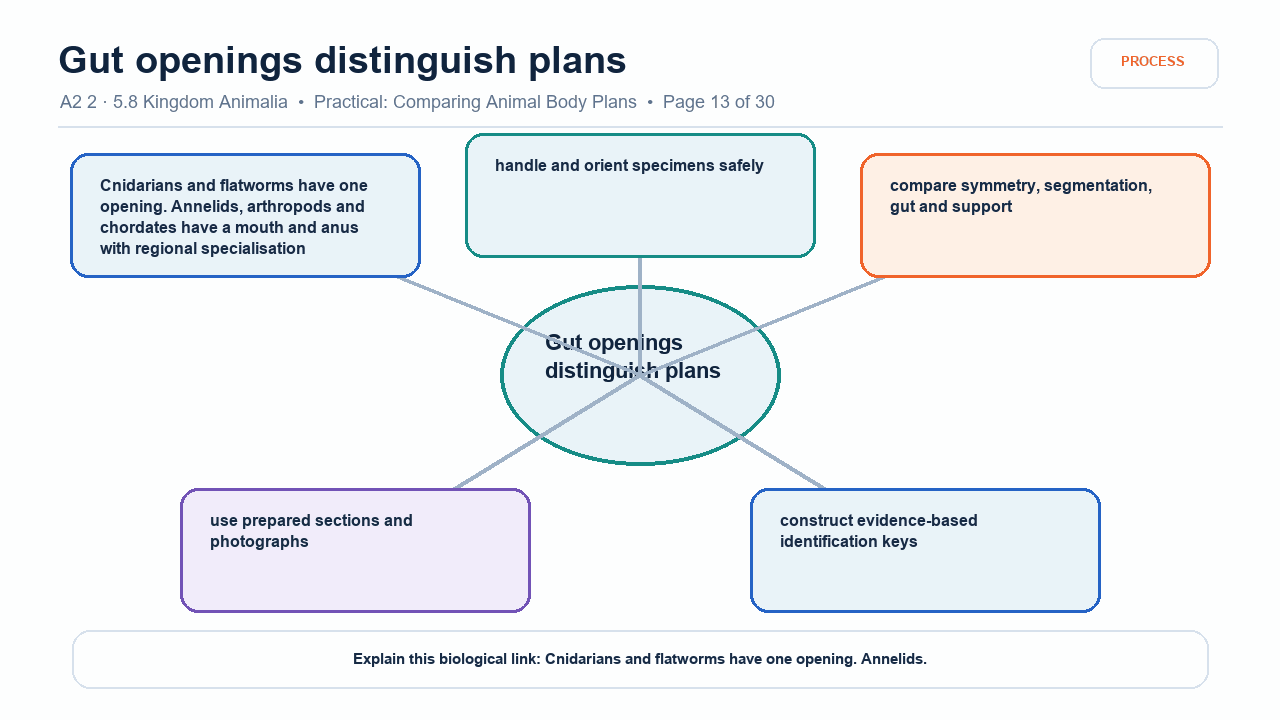 Gut openings distinguish plans
PROCESS
A2 2 · 5.8 Kingdom Animalia • Practical: Comparing Animal Body Plans • Page 13 of 30
Cnidarians and flatworms have one
opening. Annelids, arthropods and
chordates have a mouth and anus
with regional specialisation
handle and orient specimens safely
compare symmetry, segmentation,
gut and support
Gut openings
distinguish plans
use prepared sections and
photographs
construct evidence-based
identification keys
Explain this biological link: Cnidarians and flatworms have one opening. Annelids.